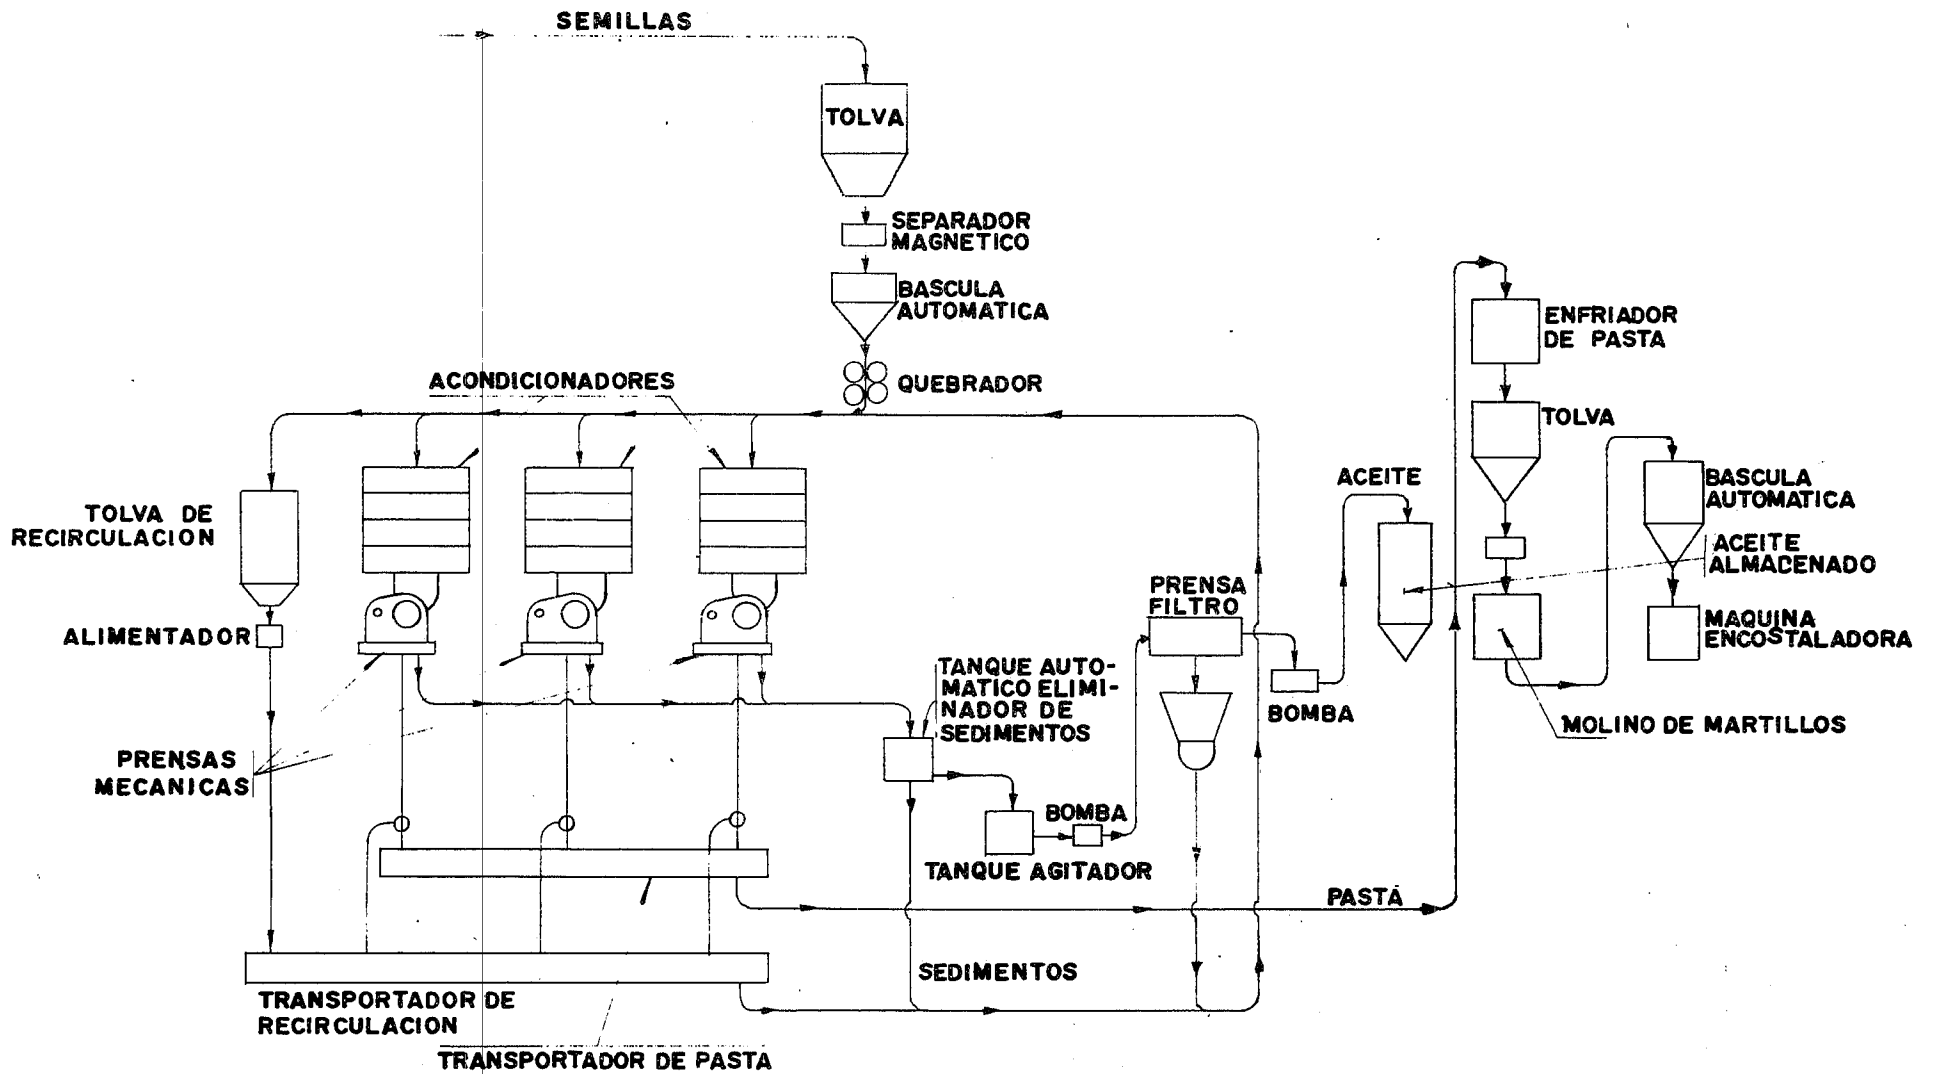 SEMILLAS
TOLVA
SEPARADOR
MAGNETICO
BASCULA
AUTOMATICA
QUEBRADOR
ACONDICIONADORES
TOLVA DE
RECIRCULACION
ALIMENTADOR
PRENSAS
MECANICAS
TRANSPORTADOR DE
RECIRCULACION
TRANSPORTADOR DE PASTA
TANQUE AUTO-
MATICO ELIMI-
NADOR DE
SEDIMENTOS
BOMBA
TANQUE AGITADOR
SEDIMENTOS
PRENSA
FILTRO
BOMBA
ACEITE
PASTA
ENFRIADOR
DE PASTA
TOLVA
BASCULA
AUTOMATICA
ACEITE
ALMACENADO
MAQUINA
ENCOSTALADORA
MOLINO DE MARTILLOS